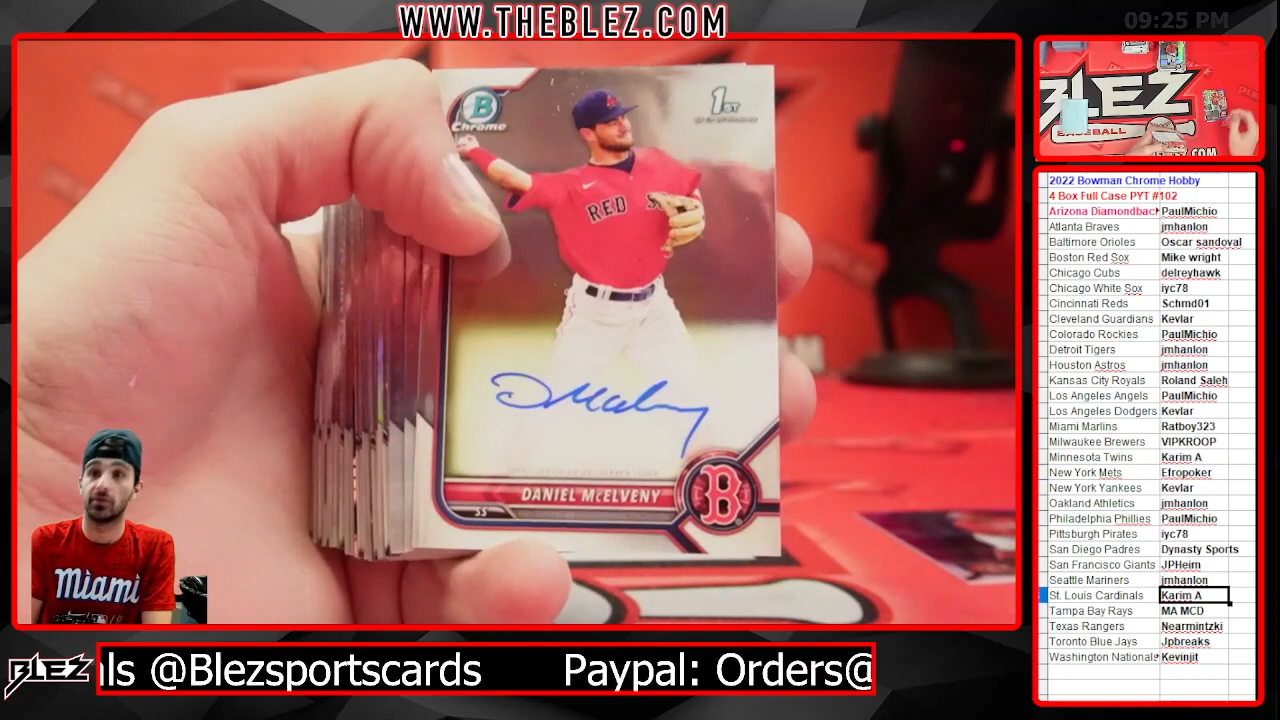 WWW.THEBLEZ.COM
09:25 PM
B
Chrome
1ST
RED S
DANIEL McELVENY
SS
B
Miami
BLEZ
BASEBALL
.COM
2022 Bowman Chrome Hobby
4 Box Full Case PYT #102
Arizona Diamondback PaulMichio
Atlanta Braves jmhanlon
Baltimore Orioles Oscar sandoval
Boston Red Sox Mike wright
Chicago Cubs delreyhawk
Chicago White Sox iyc78
Cincinnati Reds Schmd01
Cleveland Guardians Kevlar
Colorado Rockies PaulMichio
Detroit Tigers jmhanlon
Houston Astros jmhanlon
Kansas City Royals Roland Saleh
Los Angeles Angels PaulMichio
Los Angeles Dodgers Kevlar
Miami Marlins Ratboy323
Milwaukee Brewers VIPKROOP
Minnesota Twins Karim A
New York Mets Efropoker
New York Yankees Kevlar
Oakland Athletics jmhanlon
Philadelphia Phillies PaulMichio
Pittsburgh Pirates iyc78
San Diego Padres Dynasty Sports
San Francisco Giants JPHeim
Seattle Mariners jmhanlon
St. Louis Cardinals Karim A
Tampa Bay Rays MA MCD
Texas Rangers Nearmintzki
Toronto Blue Jays Jpbreaks
Washington Nationals Kevinjit
BLEZ
ls @Blezsportscards Paypal: Orders@